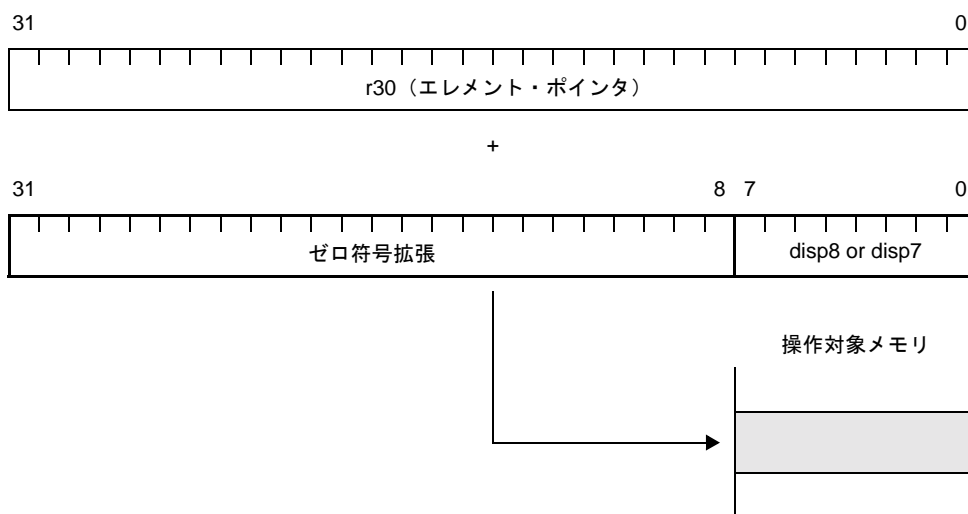 31 0
r30（エレメント・ポインタ）
+
31 8 7 0
ゼロ符号拡張 disp8 or disp7
操作対象メモリ